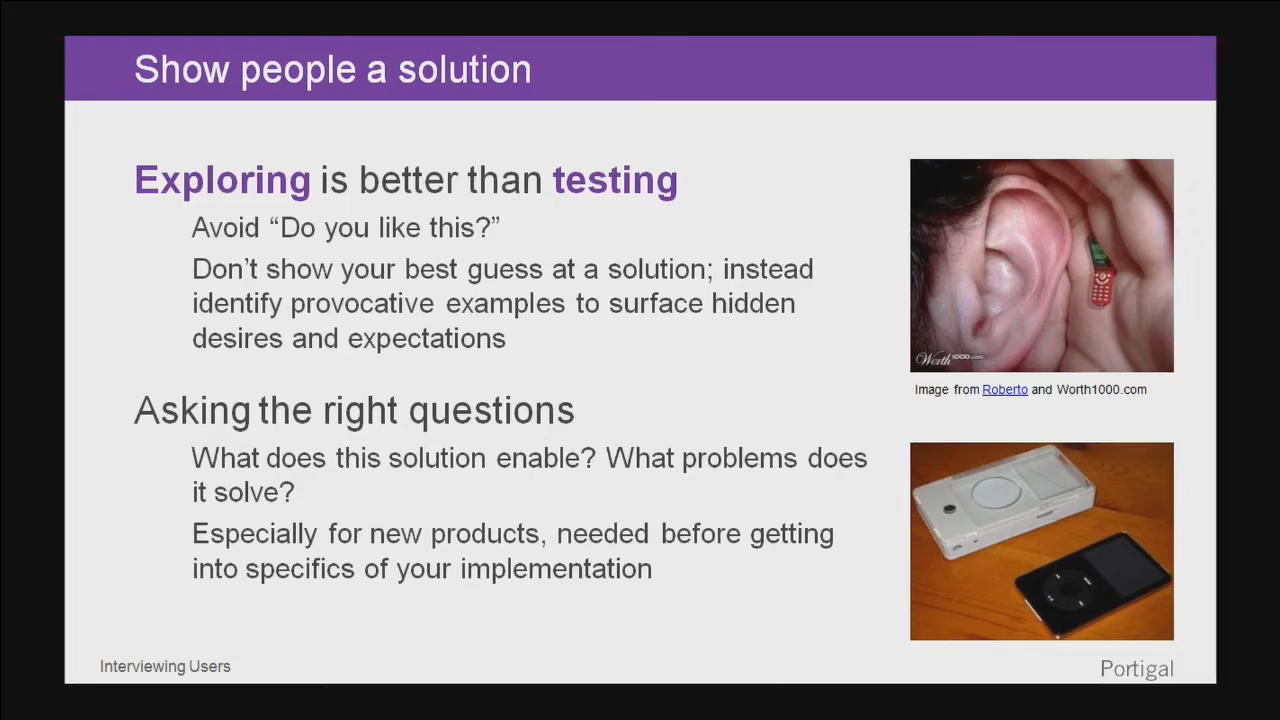 Show people a solution
Exploring is better than testing
Avoid “Do you like this?”
Don’t show your best guess at a solution; instead
identify provocative examples to surface hidden
desires and expectations
Asking the right questions
What does this solution enable? What problems does
it solve?
Especially for new products, needed before getting
into specifics of your implementation
Worth1000.com
Image from Roberto and Worth1000.com
Interviewing Users
Portigal